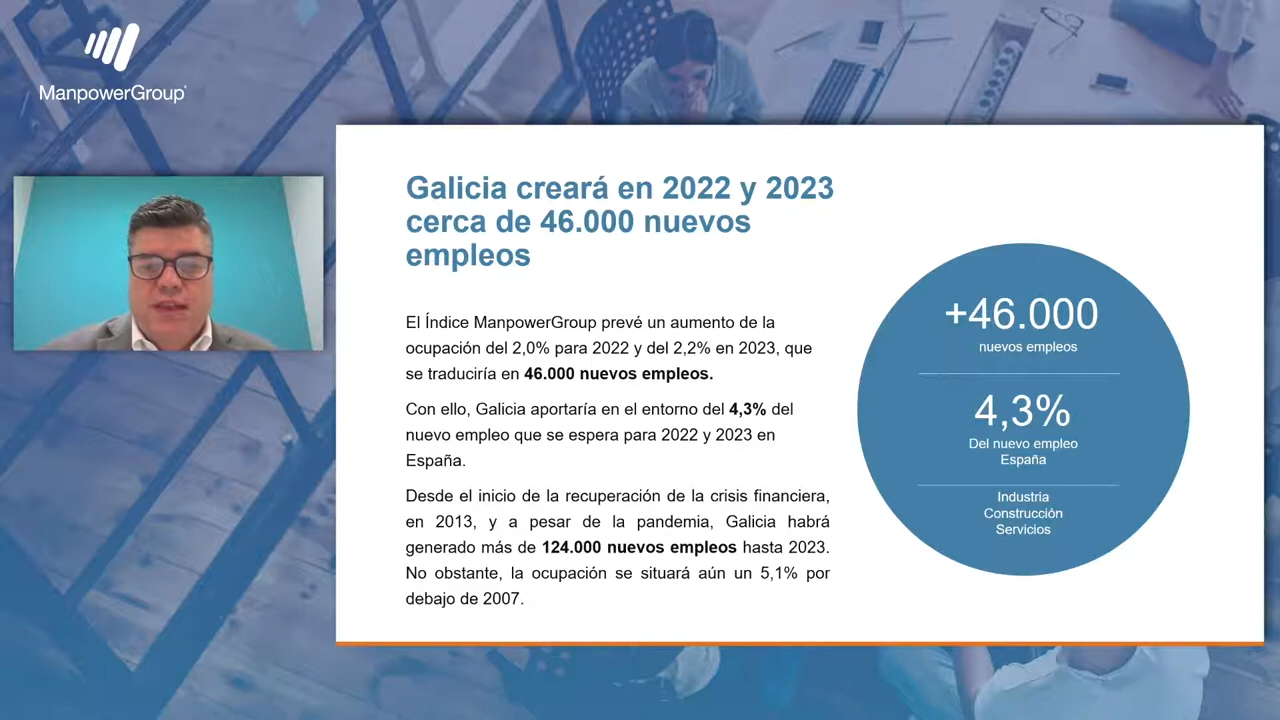 ManpowerGroup
Galicia creará en 2022 y 2023
cerca de 46.000 nuevos
empleos
El Índice ManpowerGroup prevé un aumento de la
ocupación del 2,0% para 2022 y del 2,2% en 2023, que
se traduciría en 46.000 nuevos empleos.
Con ello, Galicia aportaría en el entorno del 4,3% del
nuevo empleo que se espera para 2022 y 2023 en
España.
Desde el inicio de la recuperación de la crisis financiera,
en 2013, y a pesar de la pandemia, Galicia habrá
generado más de 124.000 nuevos empleos hasta 2023.
No obstante, la ocupación se situará aún un 5,1% por
debajo de 2007.
+46.000
nuevos empleos
4,3%
Del nuevo empleo
España
Industria
Construcción
Servicios